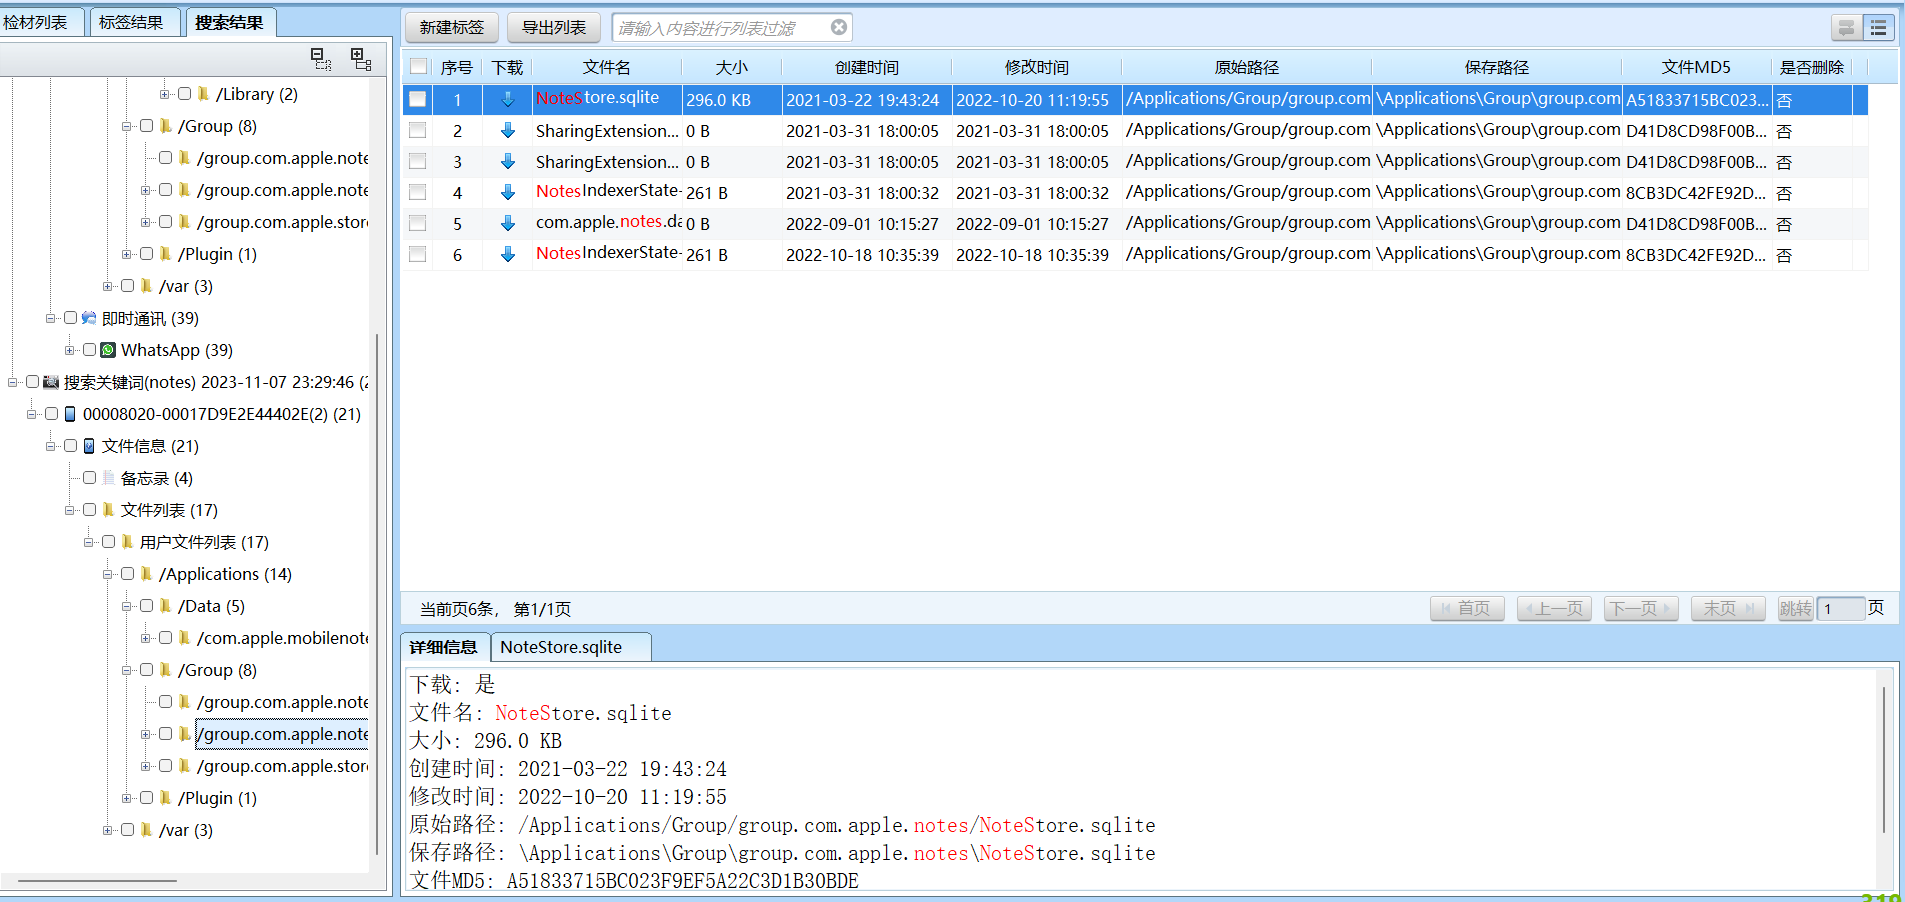 检材列表 标签结果 搜索结果
新建标签 导出列表 请输入内容进行列表过滤
/Library (2)
/Group (8)
/group.com.apple.note
/group.com.apple.note
/group.com.apple.store
/Plugin (1)
/var (3)
即时通讯 (39)
WhatsApp (39)
搜索关键词(notes) 2023-11-07 23:29:46 (2
00008020-00017D9E2E44402E(2) (21)
文件信息 (21)
备忘录 (4)
文件列表 (17)
用户文件列表 (17)
/Applications (14)
/Data (5)
/com.apple.mobilenote
/Group (8)
/group.com.apple.note
/group.com.apple.note
/group.com.apple.store
/Plugin (1)
/var (3)
序号 下载 文件名 大小 创建时间 修改时间 原始路径 保存路径 文件MD5 是否删除
1 NoteStore.sqlite 296.0 KB 2021-03-22 19:43:24 2022-10-20 11:19:55 /Applications/Group/group.com \Applications\Group\group.com A51833715BC023... 否
2 SharingExtension... 0 B 2021-03-31 18:00:05 2021-03-31 18:00:05 /Applications/Group/group.com \Applications\Group\group.com D41D8CD98F00B... 否
3 SharingExtension... 0 B 2021-03-31 18:00:05 2021-03-31 18:00:05 /Applications/Group/group.com \Applications\Group\group.com D41D8CD98F00B... 否
4 NotesIndexerState- 261 B 2021-03-31 18:00:32 2021-03-31 18:00:32 /Applications/Group/group.com \Applications\Group\group.com 8CB3DC42FE92D... 否
5 com.apple.notes.da 0 B 2022-09-01 10:15:27 2022-09-01 10:15:27 /Applications/Group/group.com \Applications\Group\group.com D41D8CD98F00B... 否
6 NotesIndexerState- 261 B 2022-10-18 10:35:39 2022-10-18 10:35:39 /Applications/Group/group.com \Applications\Group\group.com 8CB3DC42FE92D... 否
当前页6条， 第1/1页 首页 上一页 下一页 末页 跳转 1 页
详细信息 NoteStore.sqlite
下载: 是
文件名: NoteStore.sqlite
大小: 296.0 KB
创建时间: 2021-03-22 19:43:24
修改时间: 2022-10-20 11:19:55
原始路径: /Applications/Group/group.com.apple.notes/NoteStore.sqlite
保存路径: \Applications\Group\group.com.apple.notes\NoteStore.sqlite
文件MD5: A51833715BC023F9EF5A22C3D1B30BDE